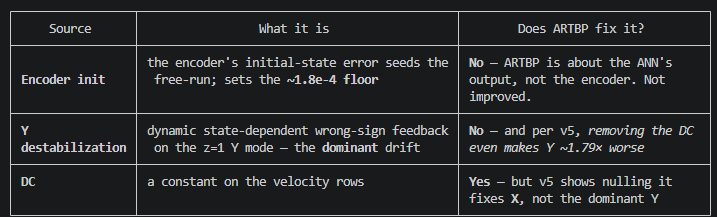 Source What it is Does ARTBP fix it?
Encoder init the encoder's initial-state error seeds the free-run; sets the ~1.8e-4 floor No — ARTBP is about the ANN's output, not the encoder. Not improved.
Y destabilization dynamic state-dependent wrong-sign feedback on the z=1 Y mode — the dominant drift No — and per v5, removing the DC even makes Y ~1.79× worse
DC a constant on the velocity rows Yes — but v5 shows nulling it fixes X, not the dominant Y